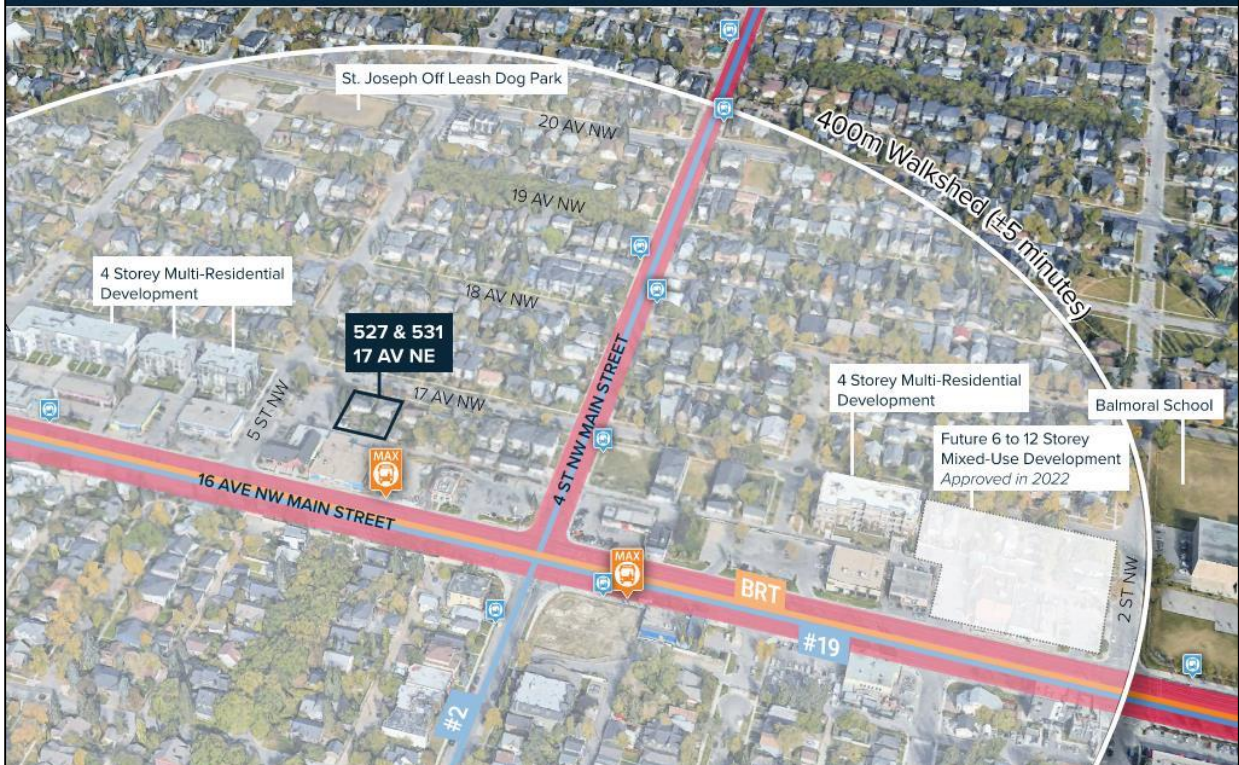 St. Joseph Off Leash Dog Park
20 AV NW
400m Walkshed (±5 minutes)
19 AV NW
4 Storey Multi-Residential
Development
18 AV NW
527 & 531
17 AV NE
17 AV NW
5 ST NW
4 ST NW MAIN STREET
4 Storey Multi-Residential
Development
Balmoral School
Future 6 to 12 Storey
Mixed-Use Development
Approved in 2022
MAX
16 AVE NW MAIN STREET
MAX
BRT
2 ST NW
#19
#2